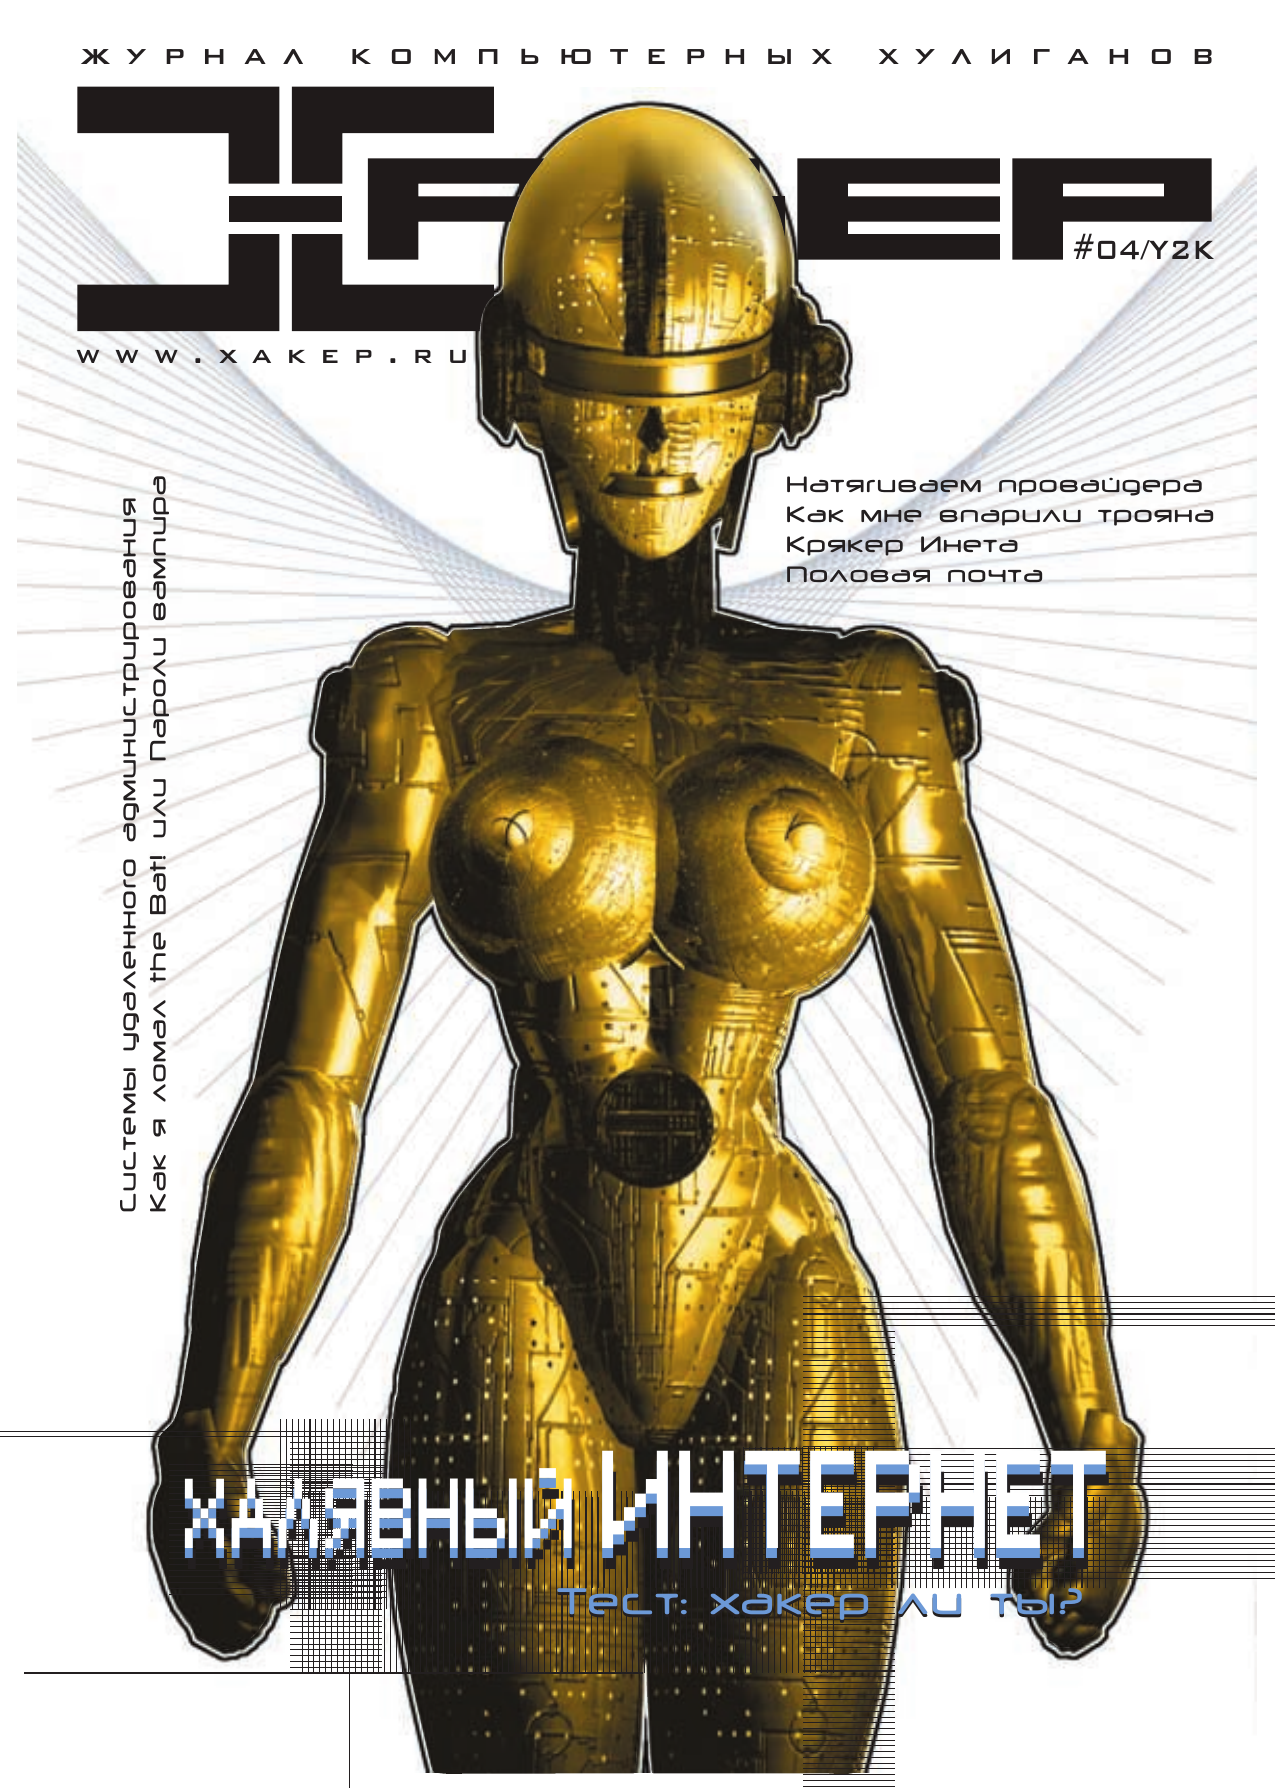 ЖУРНАЛ КОМПЬЮТЕРНЫХ ХУЛИГАНОВ
ХАКЕР
#04/Y2K
WWW.XAKEP.RU
Натягиваем провайдера
Как мне впарили трояна
Крякер Инета
Половая почта
Системы удаленного администрирования
Как я ломал the Bat! или Пароли вампира
ХАЛЯВНЫЙ ИНТЕРНЕТ
Тест: хакер ли ты?